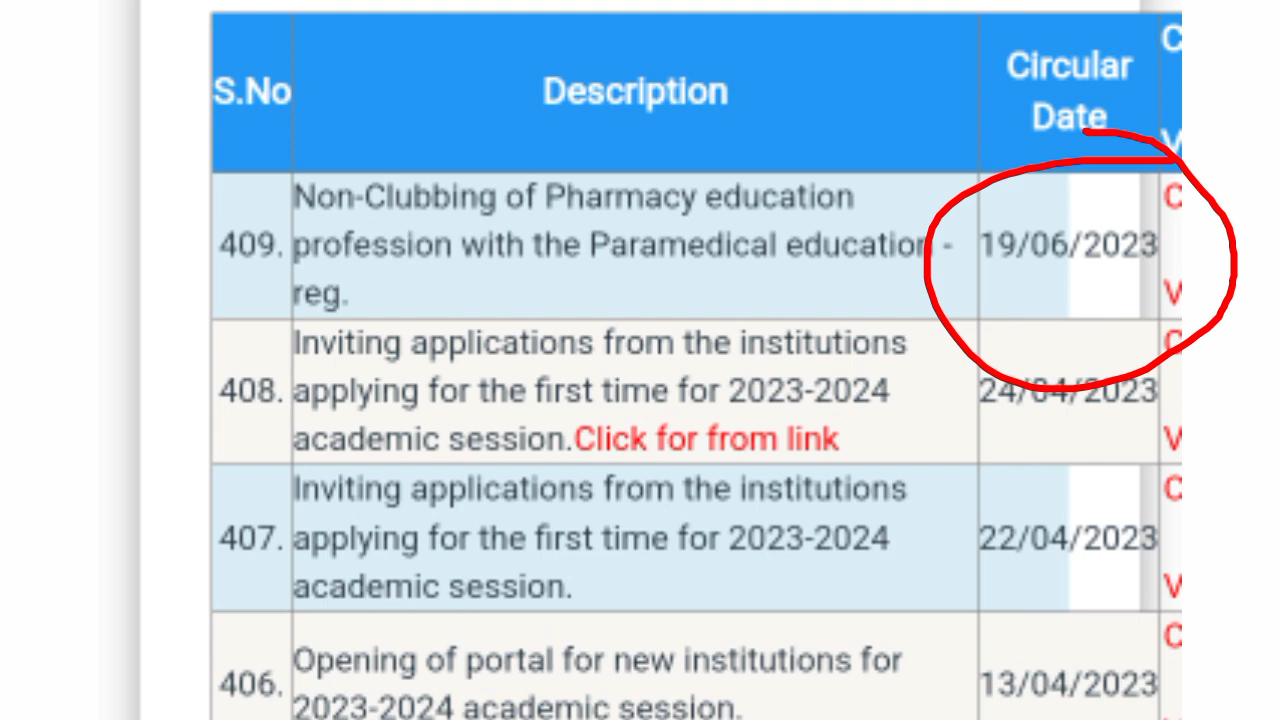 S.No
Description
Circular
Date
C
V
409.
Non-Clubbing of Pharmacy education
profession with the Paramedical education -
reg.
19/06/2023
C
V
408.
Inviting applications from the institutions
applying for the first time for 2023-2024
academic session.Click for from link
24/04/2023
C
V
407.
Inviting applications from the institutions
applying for the first time for 2023-2024
academic session.
22/04/2023
C
V
406.
Opening of portal for new institutions for
2023-2024 academic session.
13/04/2023
C